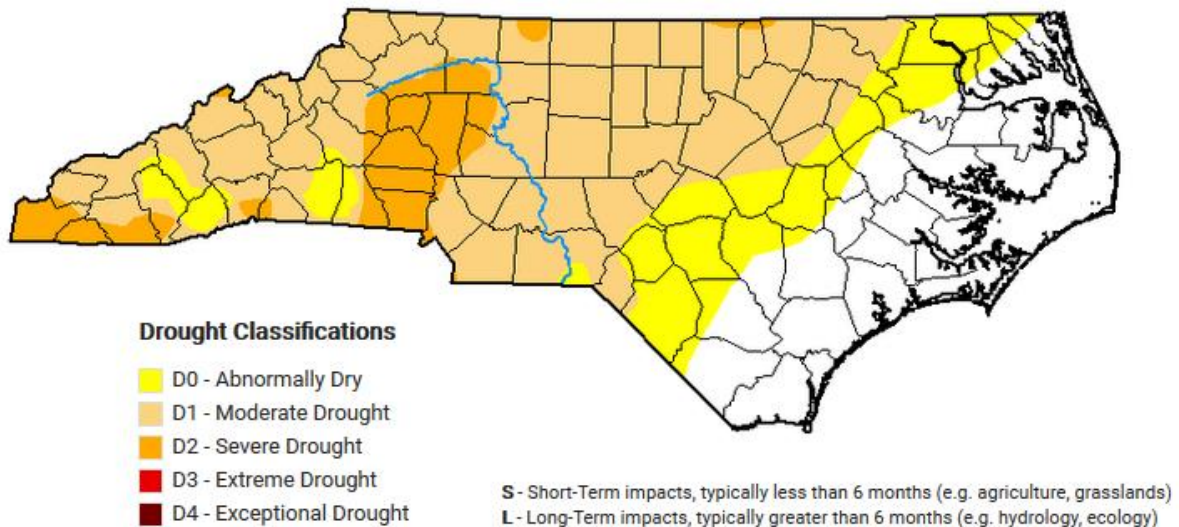 Drought Classifications
D0 - Abnormally Dry
D1 - Moderate Drought
D2 - Severe Drought
D3 - Extreme Drought
D4 - Exceptional Drought
S - Short-Term impacts, typically less than 6 months (e.g. agriculture, grasslands)
L - Long-Term impacts, typically greater than 6 months (e.g. hydrology, ecology)